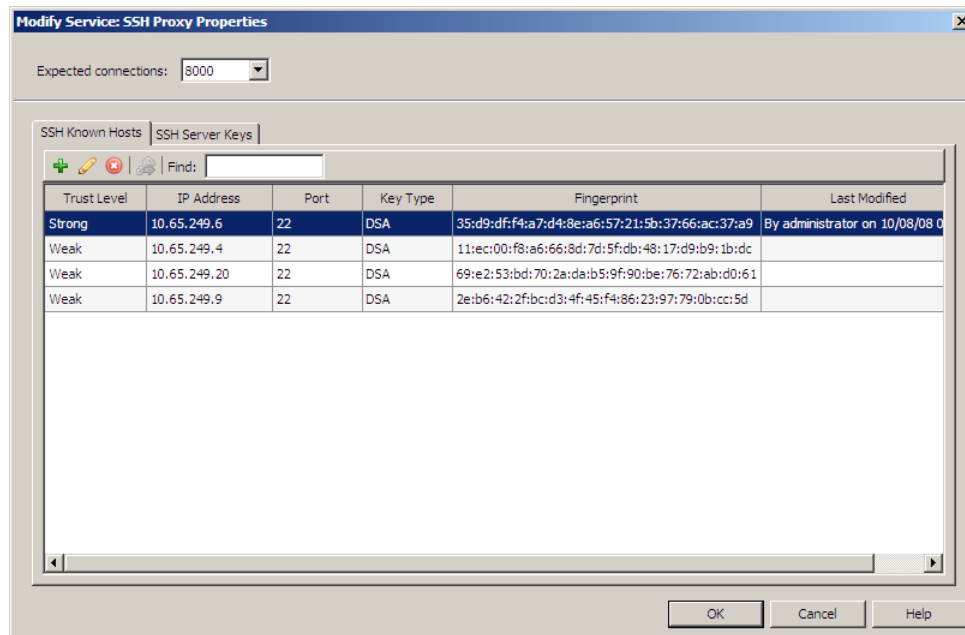 Modify Service: SSH Proxy Properties
Expected connections: 8000
SSH Known Hosts SSH Server Keys
Find:
Trust Level IP Address Port Key Type Fingerprint Last Modified
Strong 10.65.249.6 22 DSA 35:d9:df:f4:a7:d4:8e:a6:57:21:5b:37:66:ac:37:a9 By administrator on 10/08/08 0
Weak 10.65.249.4 22 DSA 11:ec:00:f8:a6:66:8d:7d:5f:db:48:17:d9:b9:1b:dc
Weak 10.65.249.20 22 DSA 69:e2:53:bd:70:2a:da:b5:9f:90:be:76:72:ab:d0:61
Weak 10.65.249.9 22 DSA 2e:b6:42:2f:bc:d3:4f:45:f4:86:23:97:79:0b:cc:5d
OK Cancel Help